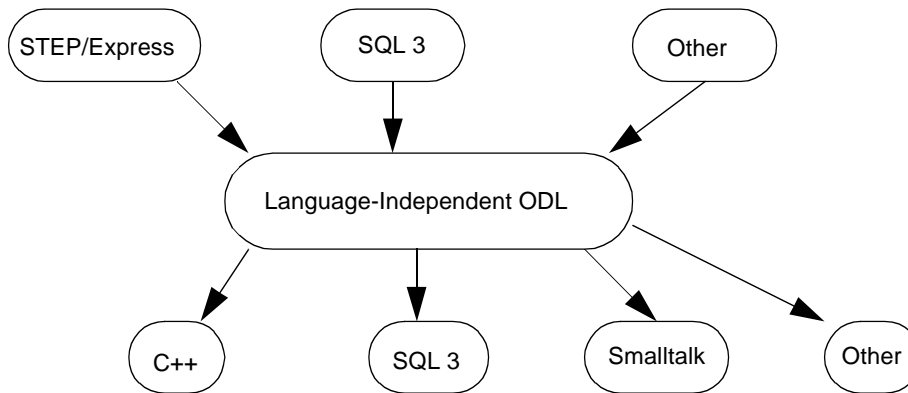 STEP/Express
SQL 3
Other
Language-Independent ODL
C++
SQL 3
Smalltalk
Other